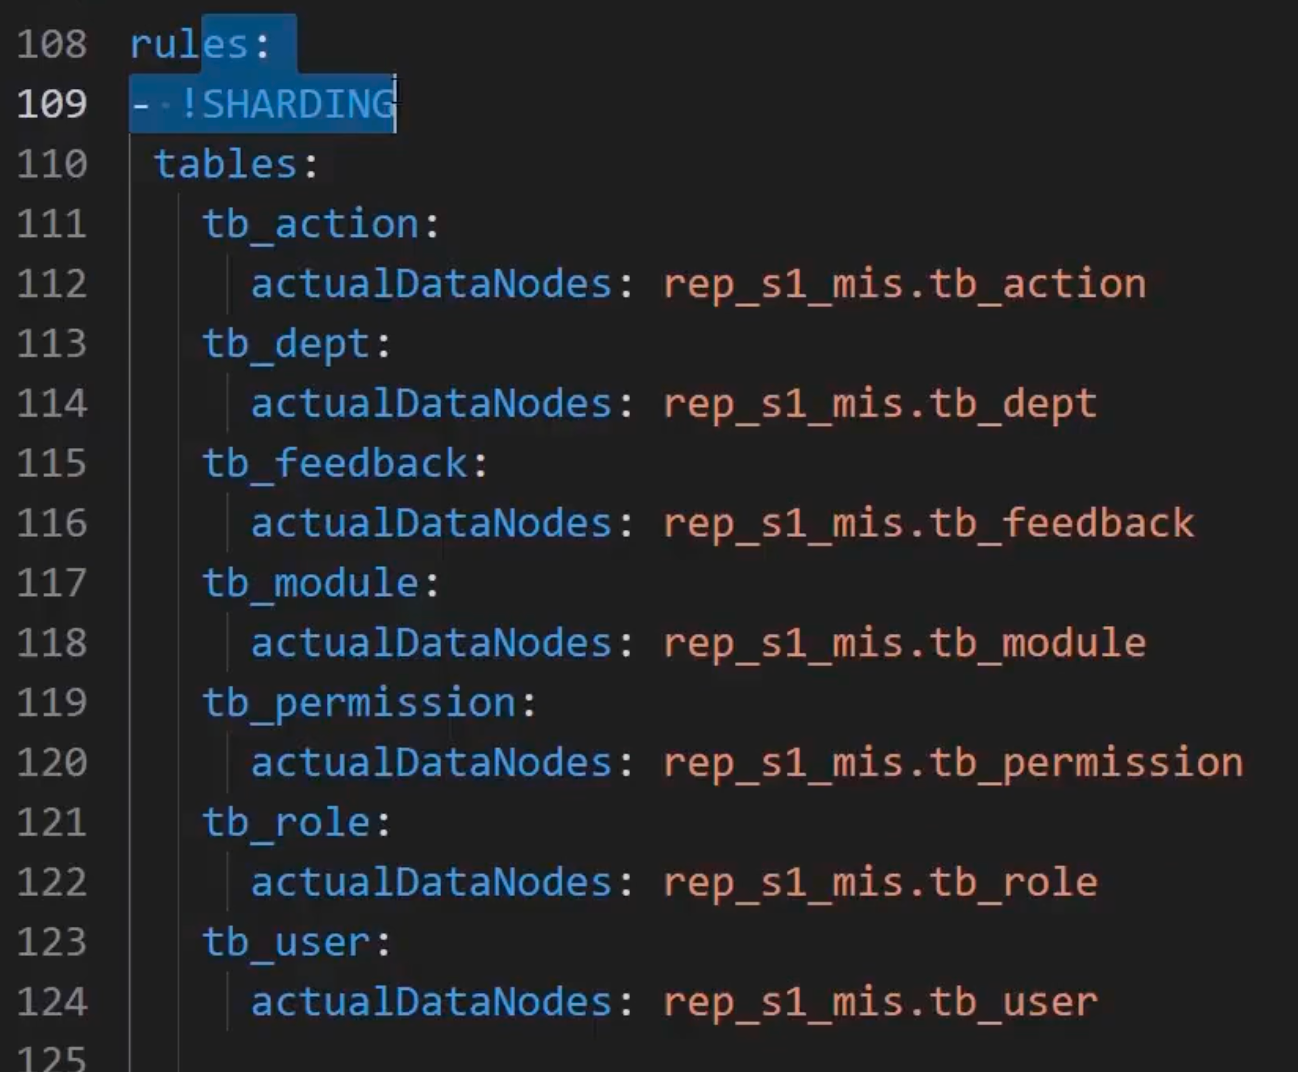 108 rules:
109 - !SHARDING
110 tables:
111 tb_action:
112 actualDataNodes: rep_s1_mis.tb_action
113 tb_dept:
114 actualDataNodes: rep_s1_mis.tb_dept
115 tb_feedback:
116 actualDataNodes: rep_s1_mis.tb_feedback
117 tb_module:
118 actualDataNodes: rep_s1_mis.tb_module
119 tb_permission:
120 actualDataNodes: rep_s1_mis.tb_permission
121 tb_role:
122 actualDataNodes: rep_s1_mis.tb_role
123 tb_user:
124 actualDataNodes: rep_s1_mis.tb_user
125